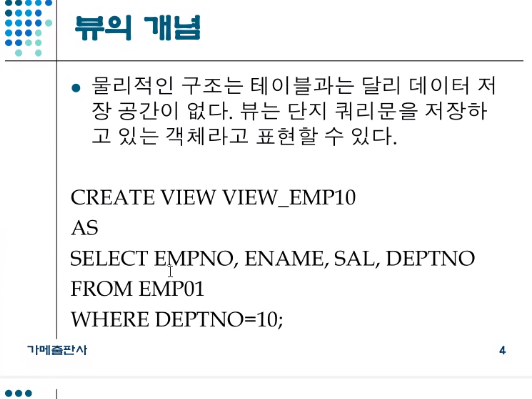 뷰의 개념
물리적인 구조는 테이블과는 달리 데이터 저
장 공간이 없다. 뷰는 단지 쿼리문을 저장하
고 있는 객체라고 표현할 수 있다.
CREATE VIEW VIEW_EMP10
AS
SELECT EMPNO, ENAME, SAL, DEPTNO
FROM EMP01
WHERE DEPTNO=10;
가메출판사
4